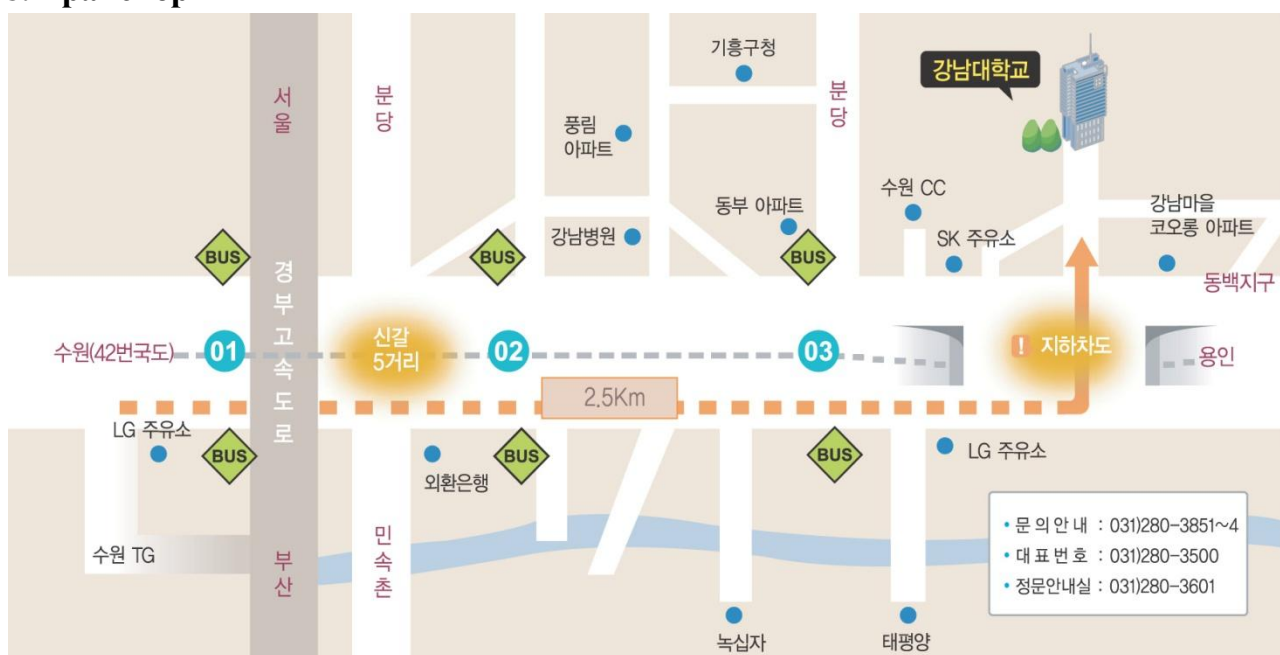 기흥구청
강남대학교
서울
분당
분당
풍림
아파트
수원 CC
동부 아파트
강남마을
코오롱 아파트
강남병원
SK 주유소
BUS
BUS
BUS
경부고속도로
동백지구
신갈
5거리
수원(42번국도)
01
02
03
! 지하차도
용인
2.5Km
LG 주유소
BUS
BUS
BUS
LG 주유소
외환은행
수원 TG
부산
민속촌
• 문의안내 : 031)280-3851~4
• 대표번호 : 031)280-3500
• 정문안내실 : 031)280-3601
녹십자
태평양